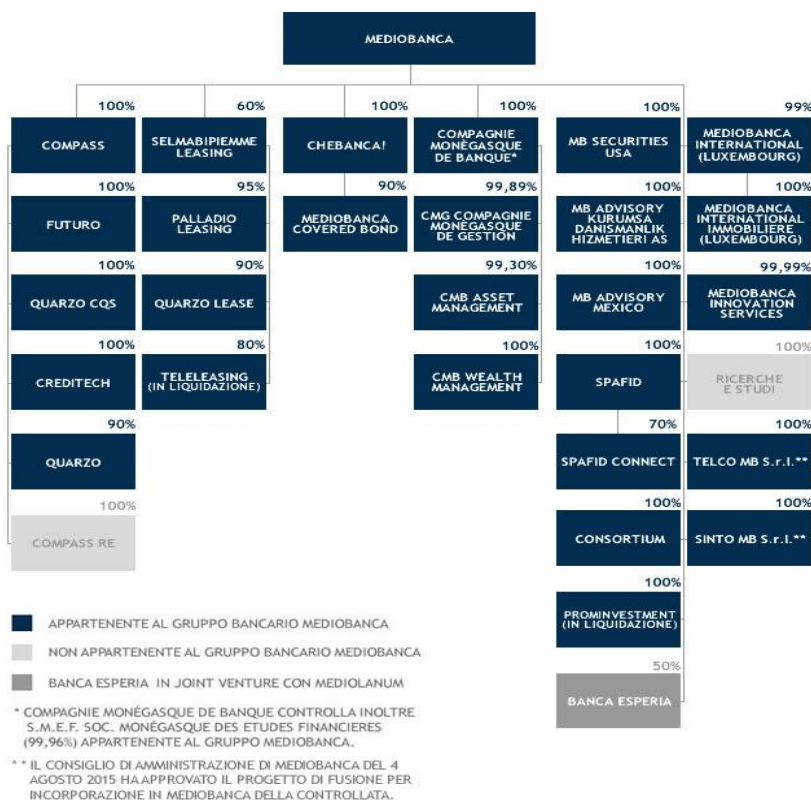 MEDIOBANCA
100%
60%
100%
100%
100%
99%
COMPASS
SELMABIPIEMME
LEASING
CHEBANCA!
COMPAGNIE
MONÈGASQUE
DE BANQUE*
MB SECURITIES
USA
MEDIOBANCA
INTERNATIONAL
(LUXEMBOURG)
100%
95%
90%
99,89%
100%
100%
FUTURO
PALLADIO
LEASING
MEDIOBANCA
COVERED BOND
CMG COMPAGNIE
MONÈGASQUE
DE GESTIÓN
MB ADVISORY
KURUMSA
DANISMANLIK
HIZMETIERI AS
MEDIOBANCA
INTERNATIONAL
IMMOBILIERE
(LUXEMBOURG)
100%
90%
99,30%
100%
99,99%
QUARZO CQS
QUARZO LEASE
CMB ASSET
MANAGEMENT
MB ADVISORY
MEXICO
MEDIOBANCA
INNOVATION
SERVICES
100%
80%
100%
100%
100%
CREDITECH
TELELEASING
(IN LIQUIDAZIONE)
CMB WEALTH
MANAGEMENT
SPAFID
RICERCHE
E STUDI
90%
70%
100%
QUARZO
SPAFID CONNECT
TELCO MB S.r.l.**
100%
100%
100%
COMPASS RE
CONSORTIUM
SINTO MB S.r.l.**
100%
PROMINVESTMENT
(IN LIQUIDAZIONE)
50%
BANCA ESPERIA
APPARTENENTE AL GRUPPO BANCARIO MEDIOBANCA
NON APPARTENENTE AL GRUPPO BANCARIO MEDIOBANCA
BANCA ESPERIA IN JOINT VENTURE CON MEDIOLANUM
* COMPAGNIE MONÉGASQUE DE BANQUE CONTROLLA INOLTRE
S.M.E.F. SOC. MONÉGASQUE DES ETUDES FINANCIERES
(99,96%) APPARTENENTE AL GRUPPO MEDIOBANCA.
** IL CONSIGLIO DI AMMINISTRAZIONE DI MEDIOBANCA DEL 4
AGOSTO 2015 HA APPROVATO IL PROGETTO DI FUSIONE PER
INCORPORAZIONE IN MEDIOBANCA DELLA CONTROLLATA.